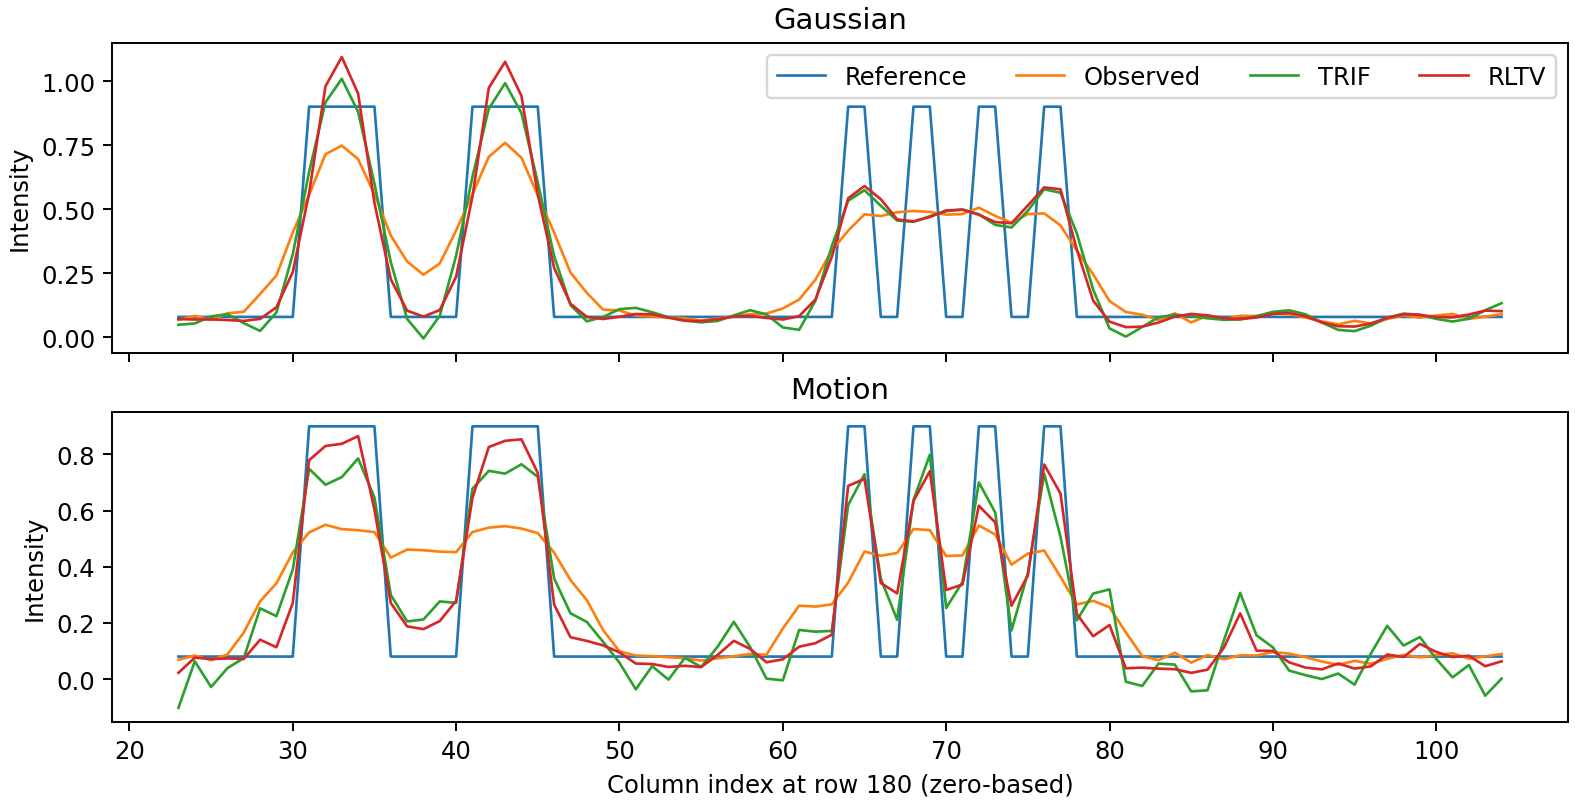 Gaussian
Reference Observed TRIF RLTV
Intensity
1.00
0.75
0.50
0.25
0.00
Motion
Intensity
0.8
0.6
0.4
0.2
0.0
20 30 40 50 60 70 80 90 100
Column index at row 180 (zero-based)